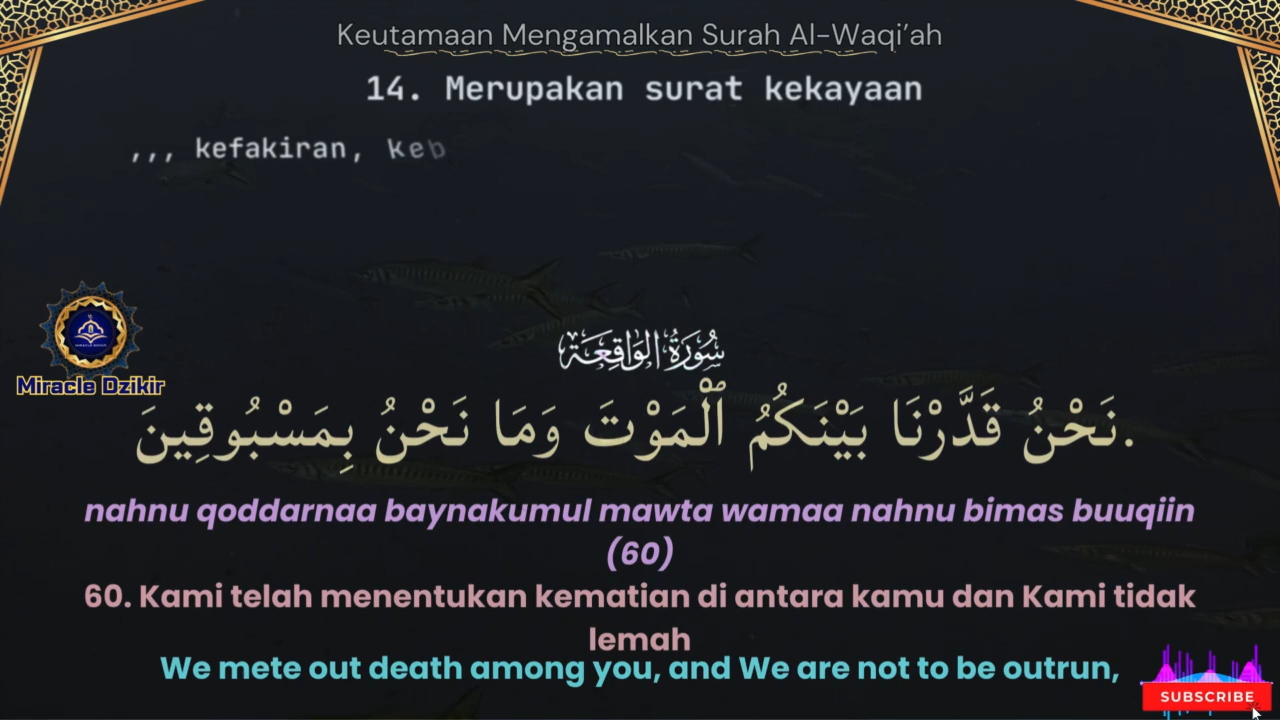 Keutamaan Mengamalkan Surah Al-Waqi’ah
14. Merupakan surat kekayaan
,,, kefakiran, keb
سُورَةُ الوَاقِعَة
Miracle Dzikir
نَحْنُ قَدَّرْنَا بَيْنَكُمُ ٱلْمَوْتَ وَمَا نَحْنُ بِمَسْبُوقِينَ.
nahnu qoddarnaa baynakumul mawta wamaa nahnu bimas buuqiin
(60)
60. Kami telah menentukan kematian di antara kamu dan Kami tidak
lemah
We mete out death among you, and We are not to be outrun,
SUBSCRIBE